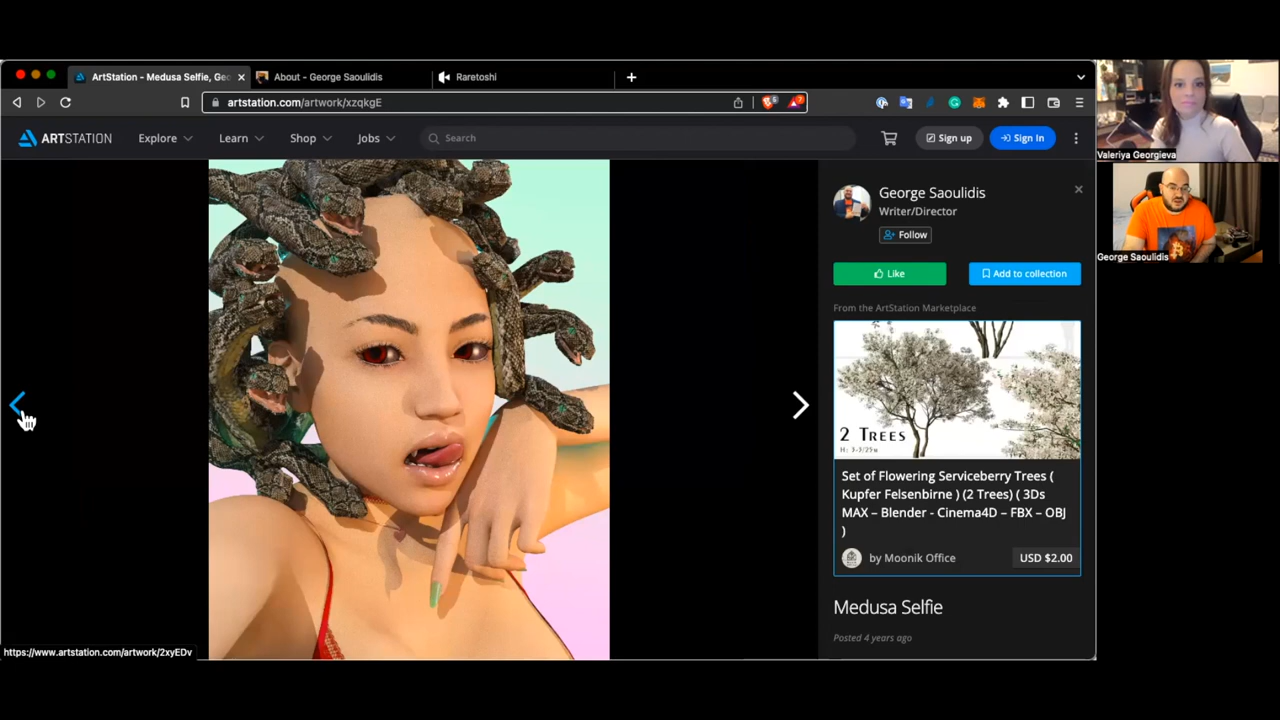 ArtStation - Medusa Selfie, Geo
About - George Saoulidis
Raretoshi
artstation.com/artwork/xzqkgE
ARTSTATION
Explore
Learn
Shop
Jobs
Search
Sign up
Sign In
George Saoulidis
Writer/Director
Follow
Like
Add to collection
From the ArtStation Marketplace
2 TREES
Set of Flowering Serviceberry Trees (
Kupfer Felsenbirne ) (2 Trees) ( 3Ds
MAX – Blender - Cinema4D – FBX – OBJ
)
by Moonik Office
USD $2.00
Medusa Selfie
Posted 4 years ago
https://www.artstation.com/artwork/2xyEDv
Valeriya Georgieva
George Saoulidis